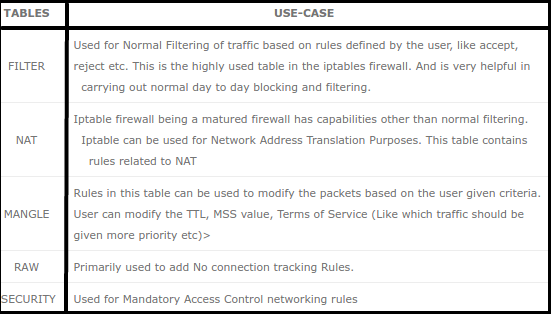 TABLES USE-CASE
Used for Normal Filtering of traffic based on rules defined by the user, like accept,
FILTER reject etc. This is the highly used table in the iptables firewall. And is very helpful in
carrying out normal day to day blocking and filtering.
Iptable firewall being a matured firewall has capabilities other than normal filtering.
NAT Iptable can be used for Network Address Translation Purposes. This table contains
rules related to NAT
Rules in this table can be used to modify the packets based on the user given criteria.
MANGLE User can modify the TTL, MSS value, Terms of Service (Like which traffic should be
given more priority etc)>
RAW Primarily used to add No connection tracking Rules.
SECURITY Used for Mandatory Access Control networking rules